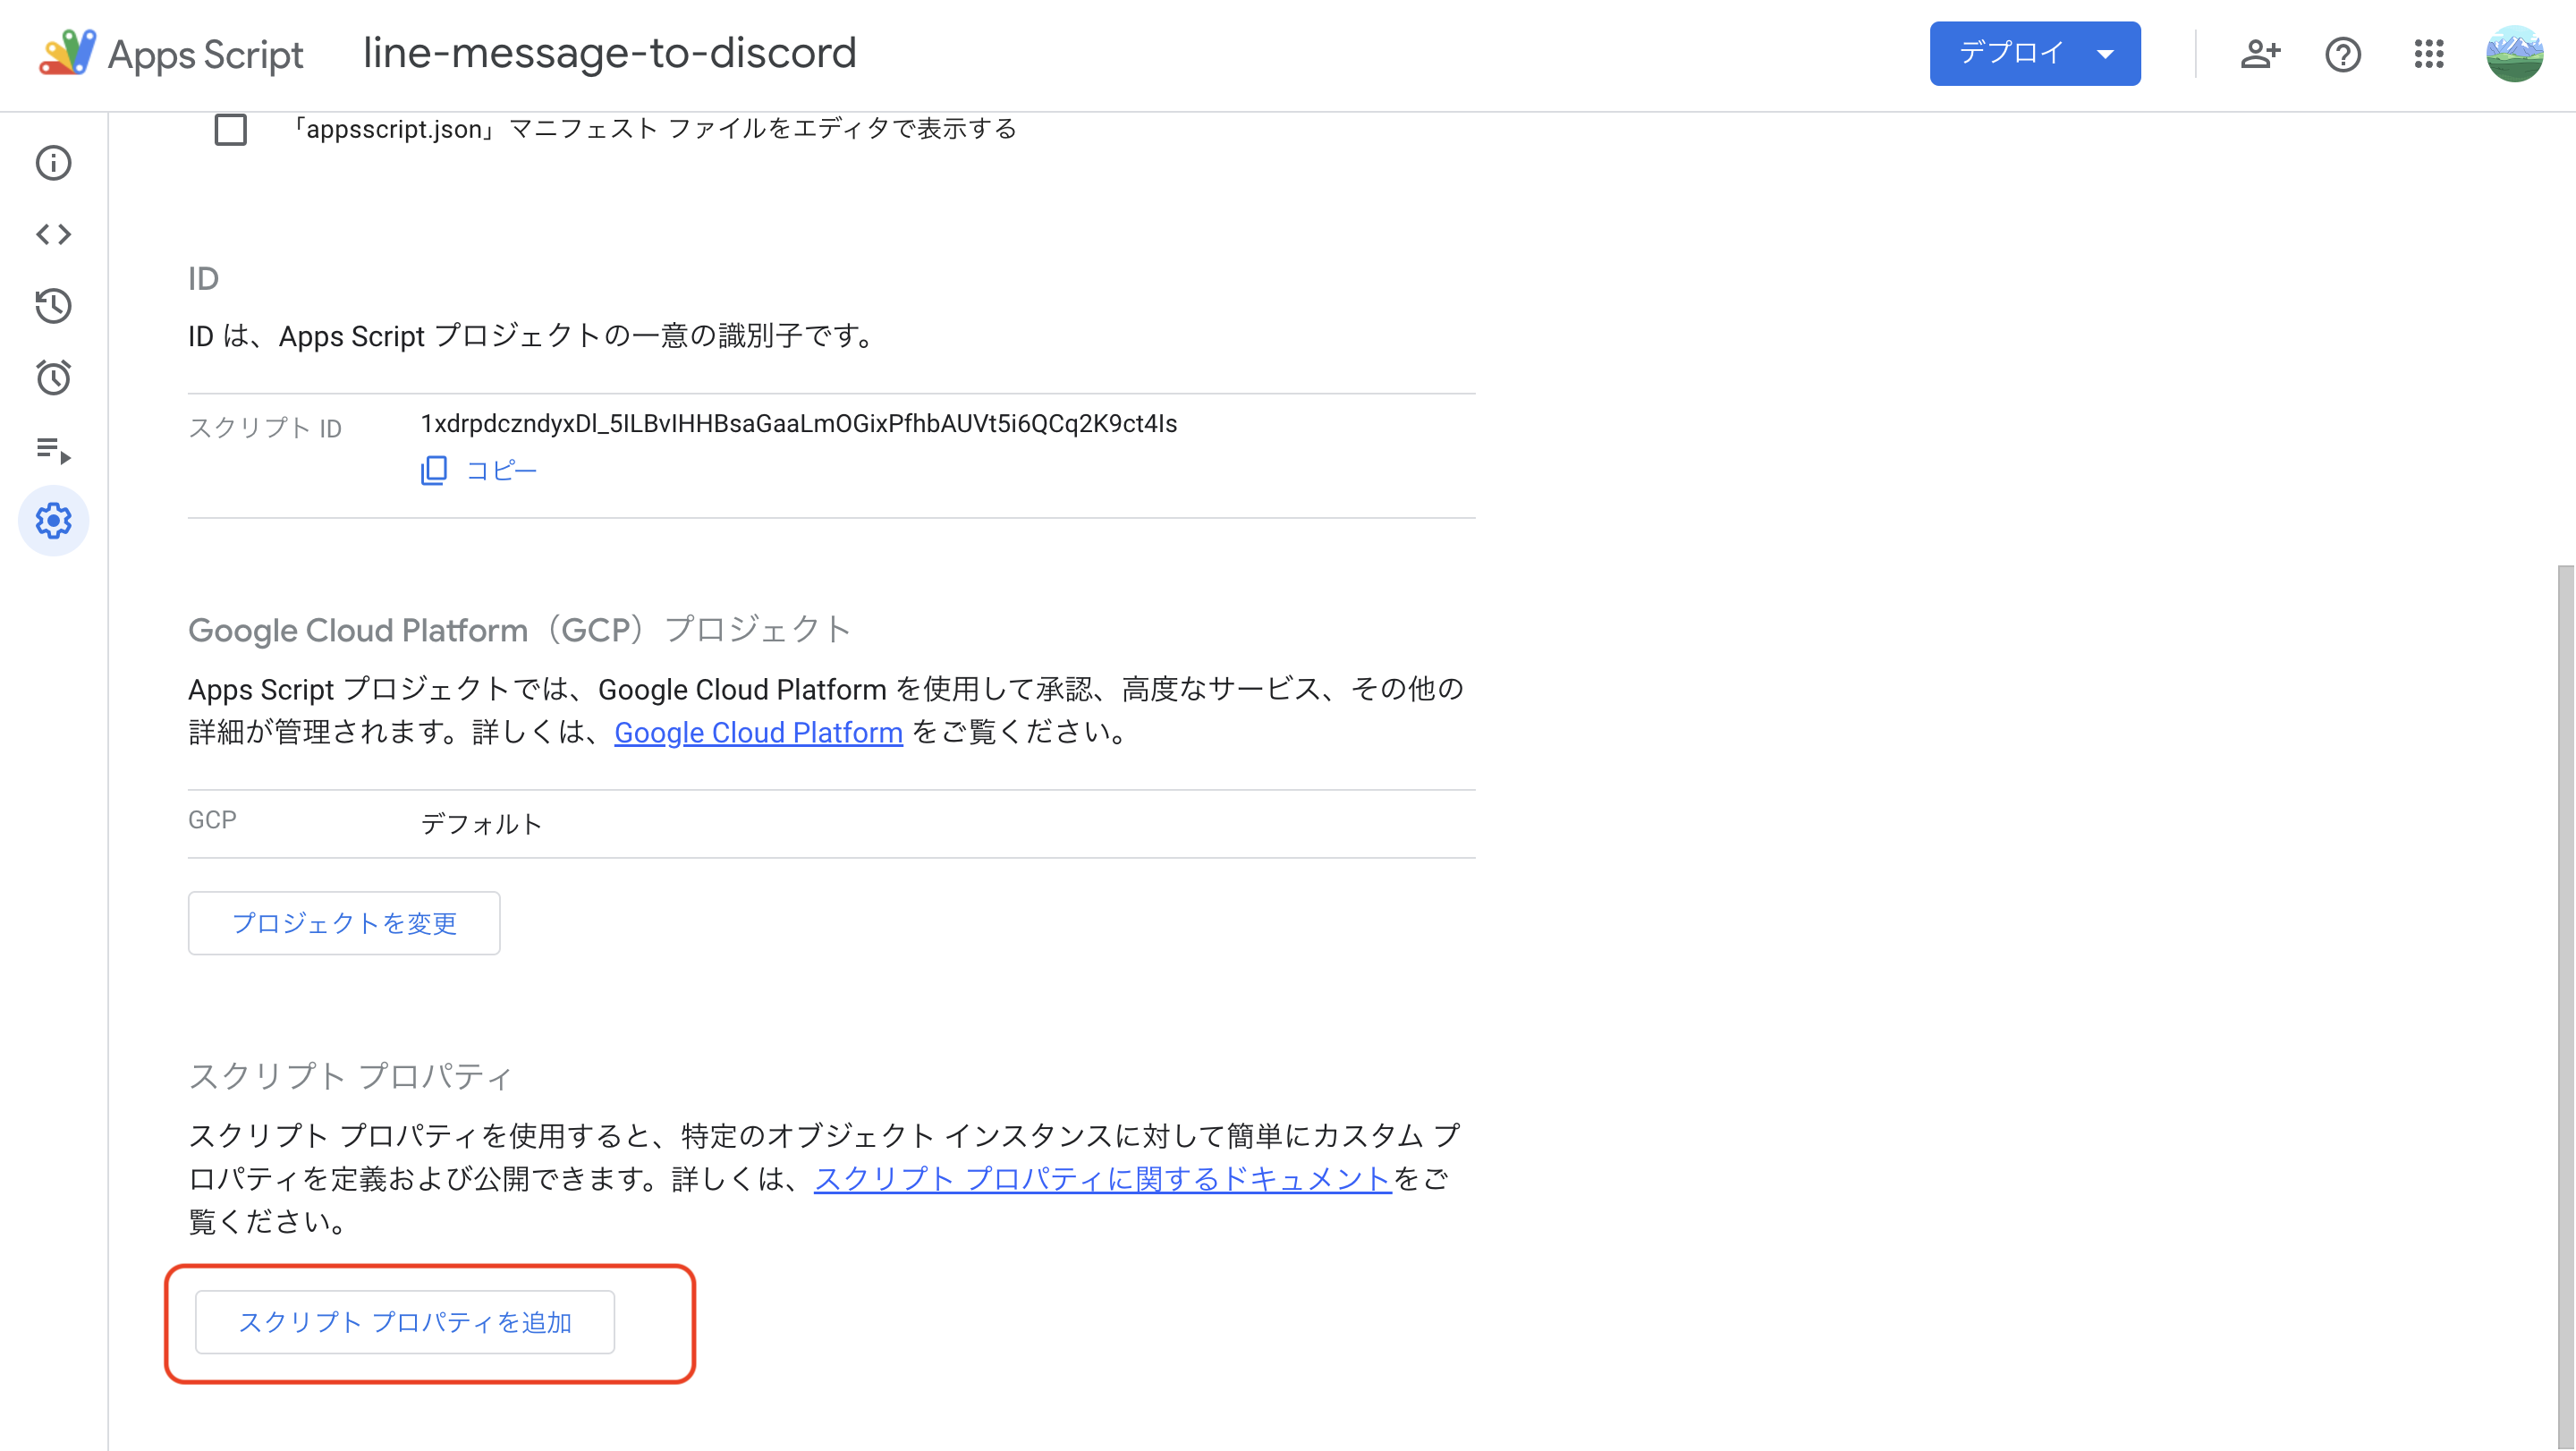 Apps Script line-message-to-discord デプロイ
「appsscript.json」マニフェスト ファイルをエディタで表示する
ID
ID は、Apps Script プロジェクトの一意の識別子です。
スクリプト ID 1xdrpdczndyxDl_5ILBvIHHBsaGaaLmOGixPfhbAUVt5i6QCq2K9ct4Is
コピー
Google Cloud Platform（GCP）プロジェクト
Apps Script プロジェクトでは、Google Cloud Platform を使用して承認、高度なサービス、その他の
詳細が管理されます。詳しくは、Google Cloud Platform をご覧ください。
GCP デフォルト
プロジェクトを変更
スクリプト プロパティ
スクリプト プロパティを使用すると、特定のオブジェクト インスタンスに対して簡単にカスタム プ
ロパティを定義および公開できます。詳しくは、スクリプト プロパティに関するドキュメントをご
覧ください。
スクリプト プロパティを追加